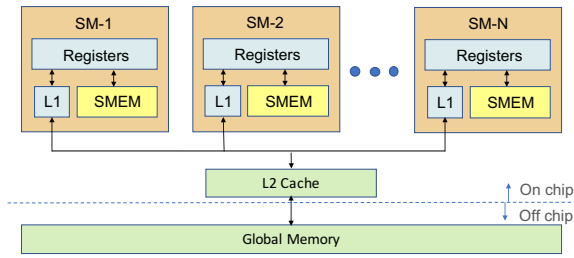 SM-1 SM-2 SM-N
Registers Registers Registers
L1 SMEM L1 SMEM L1 SMEM
L2 Cache
On chip
Off chip
Global Memory